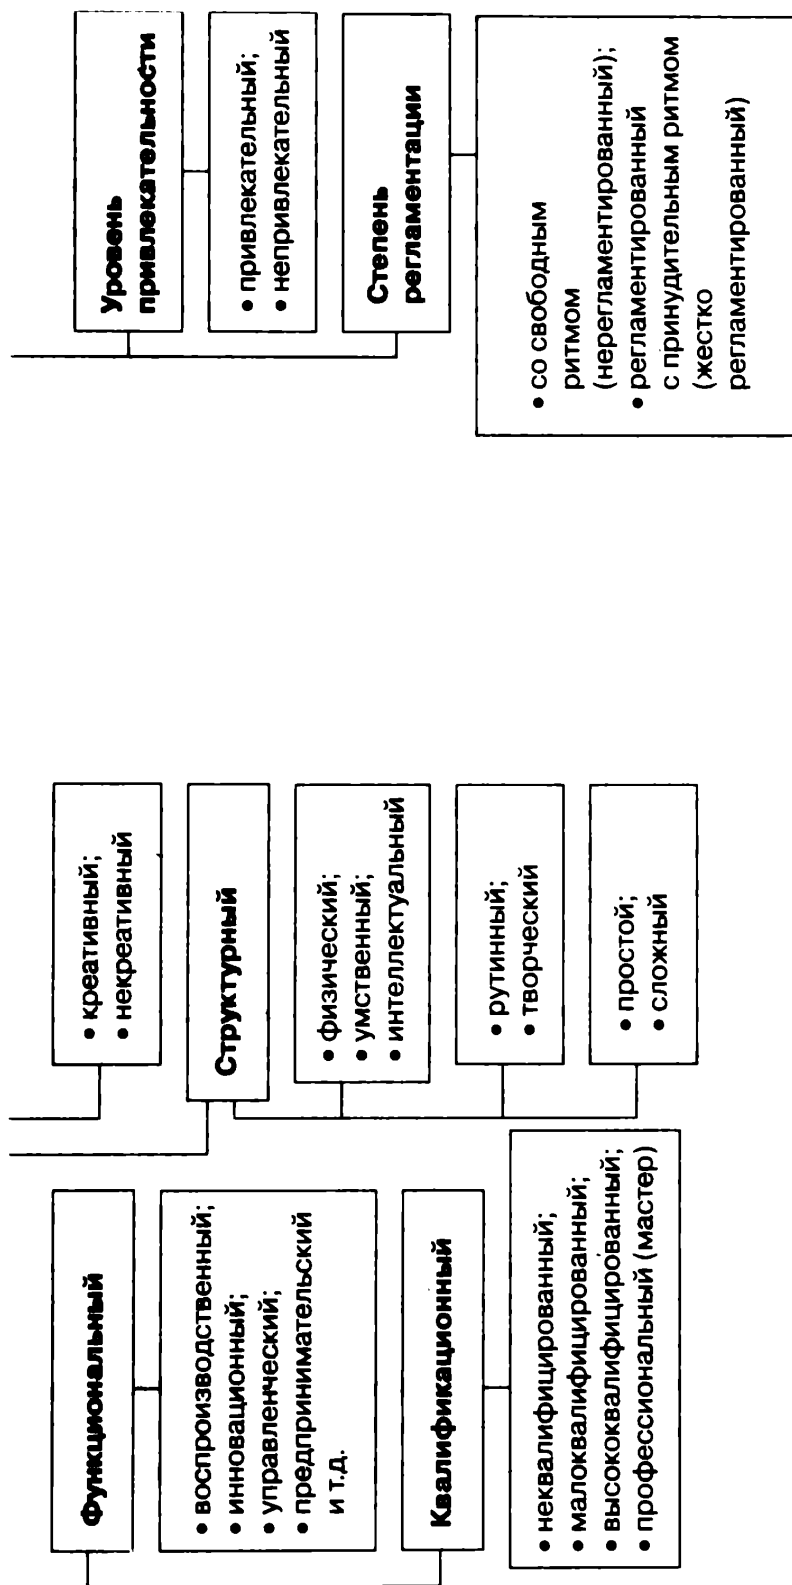 Функциональный
• воспроизводственный;
• инновационный;
• управленческий;
• предпринимательский
и т.д.
Квалификационный
• неквалифицированный;
• малоквалифицированный;
• высококвалифицированный;
• профессиональный (мастер)
• креативный;
• некреативный
Структурный
• физический;
• умственный;
• интеллектуальный
• рутинный;
• творческий
• простой;
• сложный
Уровень
привлекательности
• привлекательный;
• непривлекательный
Степень
регламентации
• со свободным
ритмом
(нерегламентированный);
• регламентированный
с принудительным ритмом
(жестко
регламентированный)